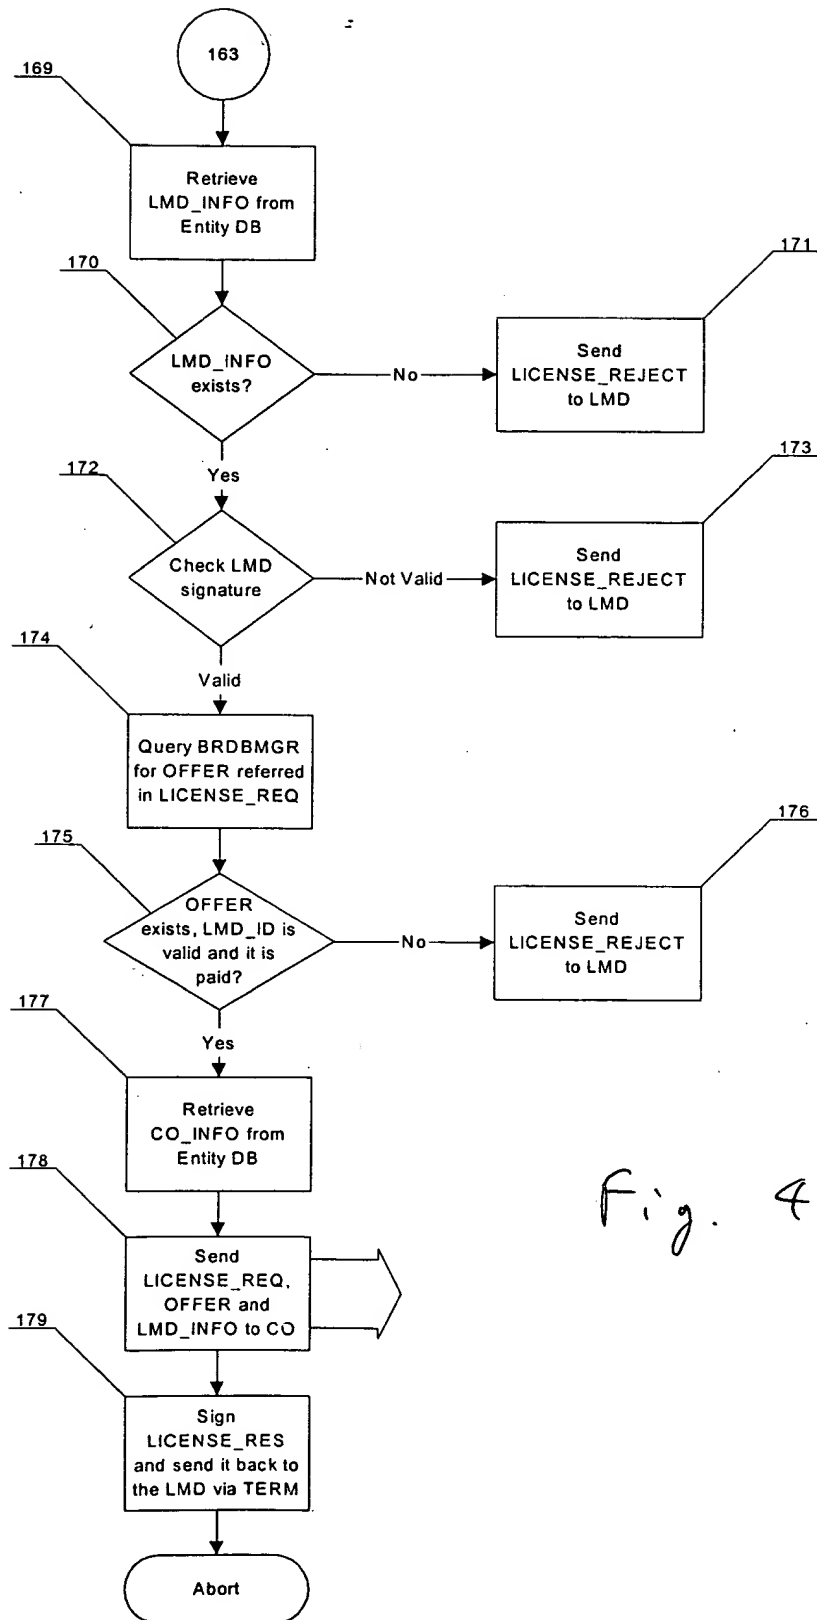 163
169
Retrieve
LMD_INFO from
Entity DB
170
171
LMD_INFO
exists?
No
Send
LICENSE_REJECT
to LMD
Yes
172
173
Check LMD
signature
Not Valid
Send
LICENSE_REJECT
to LMD
174
Valid
Query BRDBMGR
for OFFER referred
in LICENSE_REQ
175
176
OFFER
exists, LMD_ID is
valid and it is
paid?
No
Send
LICENSE_REJECT
to LMD
177
Yes
Retrieve
CO_INFO from
Entity DB
178
Fig. 4
Send
LICENSE_REQ,
OFFER and
LMD_INFO to CO
179
Sign
LICENSE_RES
and send it back to
the LMD via TERM
Abort